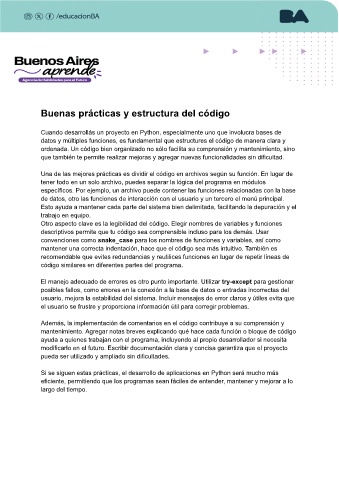 /educacionBA
BA
Buenos Aires
aprende
Agencia de Habilidades para el Futuro
Buenas prácticas y estructura del código
Cuando desarrollás un proyecto en Python, especialmente uno que involucra bases de
datos y múltiples funciones, es fundamental que estructures el código de manera clara y
ordenada. Un código bien organizado no sólo facilita su comprensión y mantenimiento, sino
que también te permite realizar mejoras y agregar nuevas funcionalidades sin dificultad.
Una de las mejores prácticas es dividir el código en archivos según su función. En lugar de
tener todo en un solo archivo, puedes separar la lógica del programa en módulos
específicos. Por ejemplo, un archivo puede contener las funciones relacionadas con la base
de datos, otro las funciones de interacción con el usuario y un tercero el menú principal.
Esto ayuda a mantener cada parte del sistema bien delimitada, facilitando la depuración y el
trabajo en equipo.
Otro aspecto clave es la legibilidad del código. Elegir nombres de variables y funciones
descriptivos permite que tu código sea comprensible incluso para los demás. Usar
convenciones como snake_case para los nombres de funciones y variables, así como
mantener una correcta indentación, hace que el código sea más intuitivo. También es
recomendable que evites redundancias y reutilices funciones en lugar de repetir líneas de
código similares en diferentes partes del programa.
El manejo adecuado de errores es otro punto importante. Utilizar try-except para gestionar
posibles fallos, como errores en la conexión a la base de datos o entradas incorrectas del
usuario, mejora la estabilidad del sistema. Incluir mensajes de error claros y útiles evita que
el usuario se frustre y proporciona información útil para corregir problemas.
Además, la implementación de comentarios en el código contribuye a su comprensión y
mantenimiento. Agregar notas breves explicando qué hace cada función o bloque de código
ayuda a quienes trabajan con el programa, incluyendo al propio desarrollador si necesita
modificarlo en el futuro. Escribir documentación clara y concisa garantiza que el proyecto
pueda ser utilizado y ampliado sin dificultades.
Si se siguen estas prácticas, el desarrollo de aplicaciones en Python será mucho más
eficiente, permitiendo que los programas sean fáciles de entender, mantener y mejorar a lo
largo del tiempo.